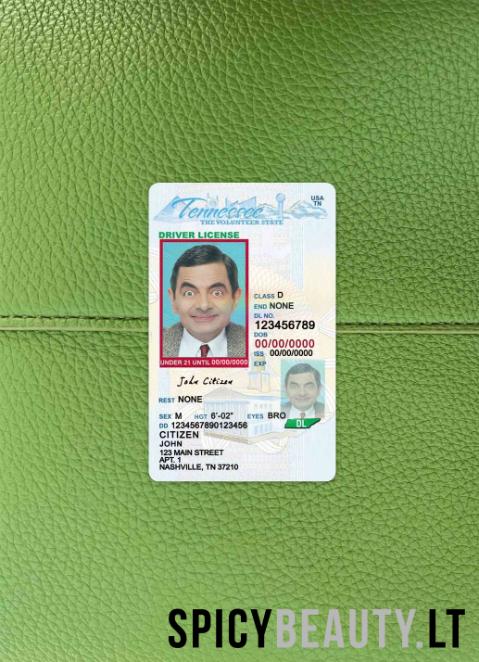 Tennessee
THE VOLUNTEER STATE
USA
TN
DRIVER LICENSE
CLASS D
END NONE
DL NO.
123456789
DOB
00/00/0000
ISS 00/00/0000
EXP
UNDER 21 UNTIL 00/00/0000
John Citizen
REST NONE
SEX M HGT 6'-02" EYES BRO
DL
DD 1234567890123456
CITIZEN
JOHN
123 MAIN STREET
APT. 1
NASHVILLE, TN 37210
SPICYBEAUTY.LT